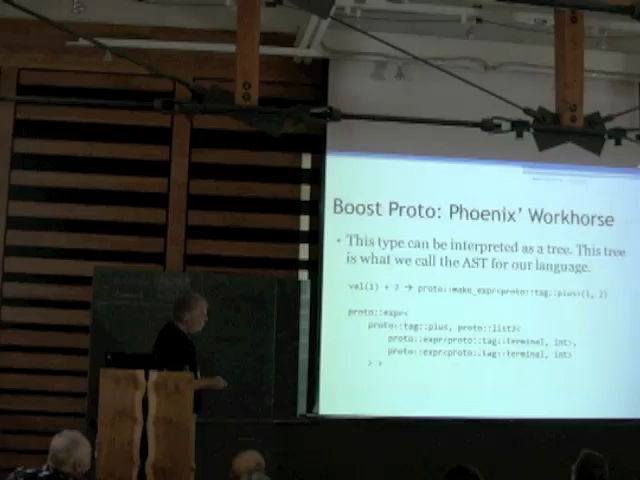 Boost Proto: Phoenix' Workhorse
• This type can be interpreted as a tree. This tree
is what we call the AST for our language.
val(1) + 2 → proto::make_expr<proto::tag::plus>(1, 2)
proto::expr<
proto::tag::plus, proto::list2<
proto::expr<proto::tag::terminal, int>,
proto::expr<proto::tag::terminal, int>
> >